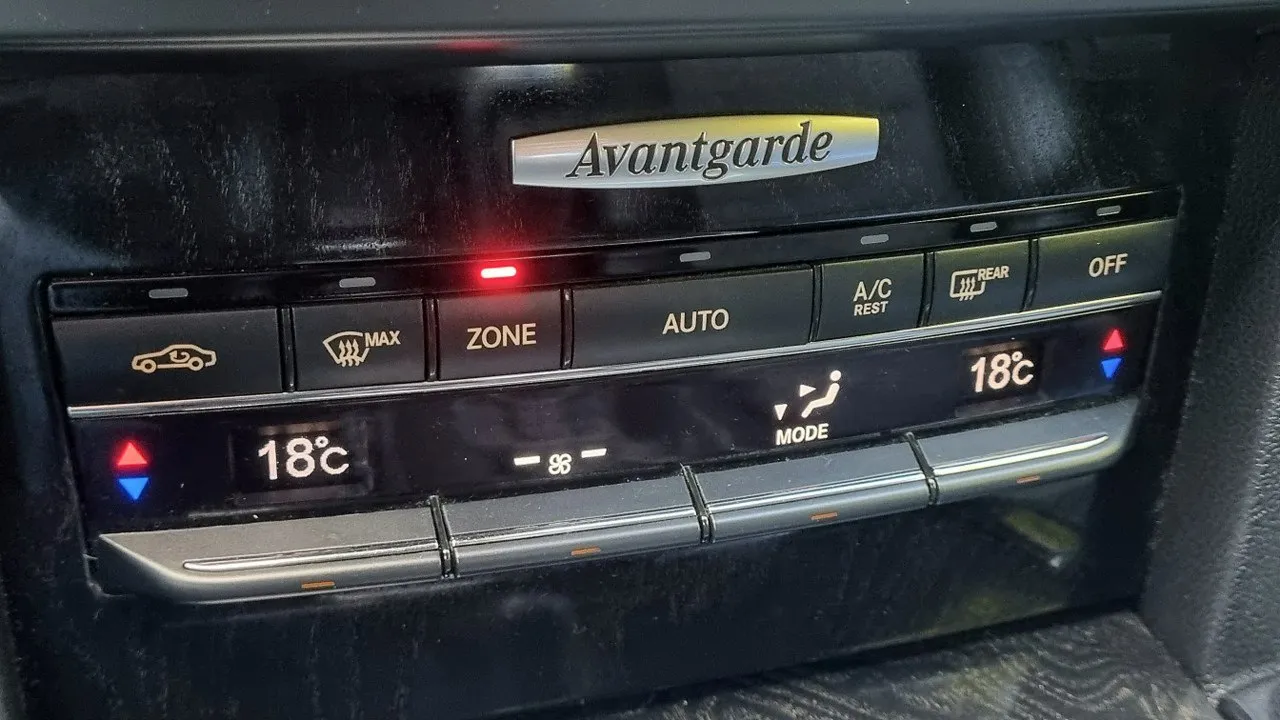 Avantgarde
MAX
ZONE
AUTO
A/C
REST
REAR
OFF
18°C
MODE
18°C